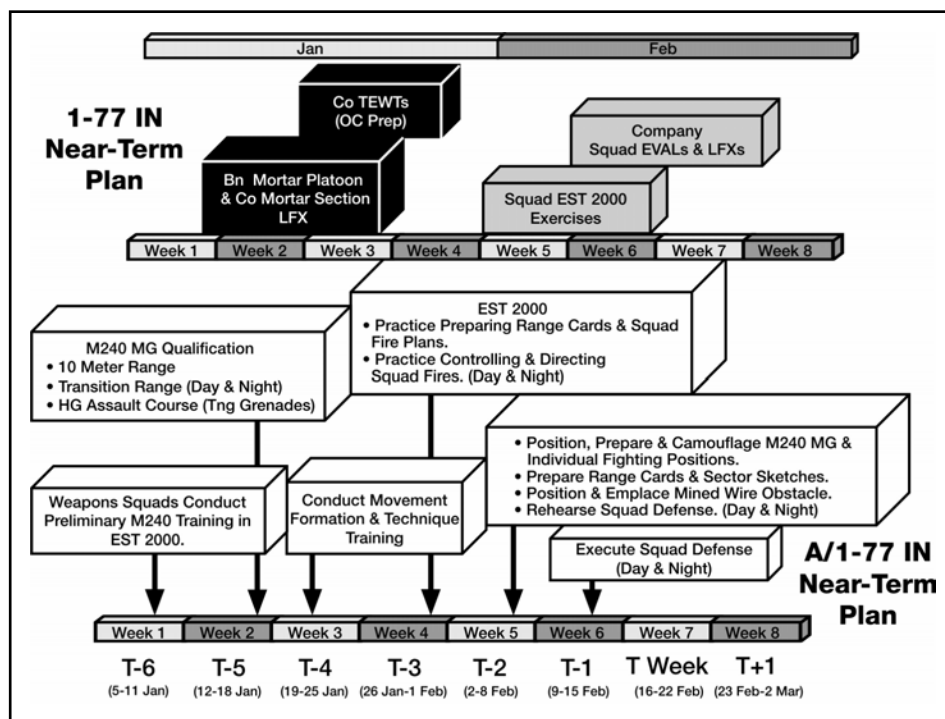 Jan
Feb
1-77 IN
Near-Term
Plan
Co TEWTs
(OC Prep)
Company
Squad EVALs & LFXs
Bn Mortar Platoon
& Co Mortar Section
LFX
Squad EST 2000
Exercises
Week 1 Week 2 Week 3 Week 4 Week 5 Week 6 Week 7 Week 8
EST 2000
• Practice Preparing Range Cards & Squad
Fire Plans.
• Practice Controlling & Directing
Squad Fires. (Day & Night)
M240 MG Qualification
• 10 Meter Range
• Transition Range (Day & Night)
• HG Assault Course (Tng Grenades)
• Position, Prepare & Camouflage M240 MG &
Individual Fighting Positions.
• Prepare Range Cards & Sector Sketches.
• Position & Emplace Mined Wire Obstacle.
• Rehearse Squad Defense. (Day & Night)
Weapons Squads Conduct
Preliminary M240 Training in
EST 2000.
Conduct Movement
Formation & Technique
Training
Execute Squad Defense
(Day & Night)
A/1-77 IN
Near-Term
Plan
Week 1 Week 2 Week 3 Week 4 Week 5 Week 6 Week 7 Week 8
T-6 T-5 T-4 T-3 T-2 T-1 T Week T+1
(5-11 Jan) (12-18 Jan) (19-25 Jan) (26 Jan-1 Feb) (2-8 Feb) (9-15 Feb) (16-22 Feb) (23 Feb-2 Mar)